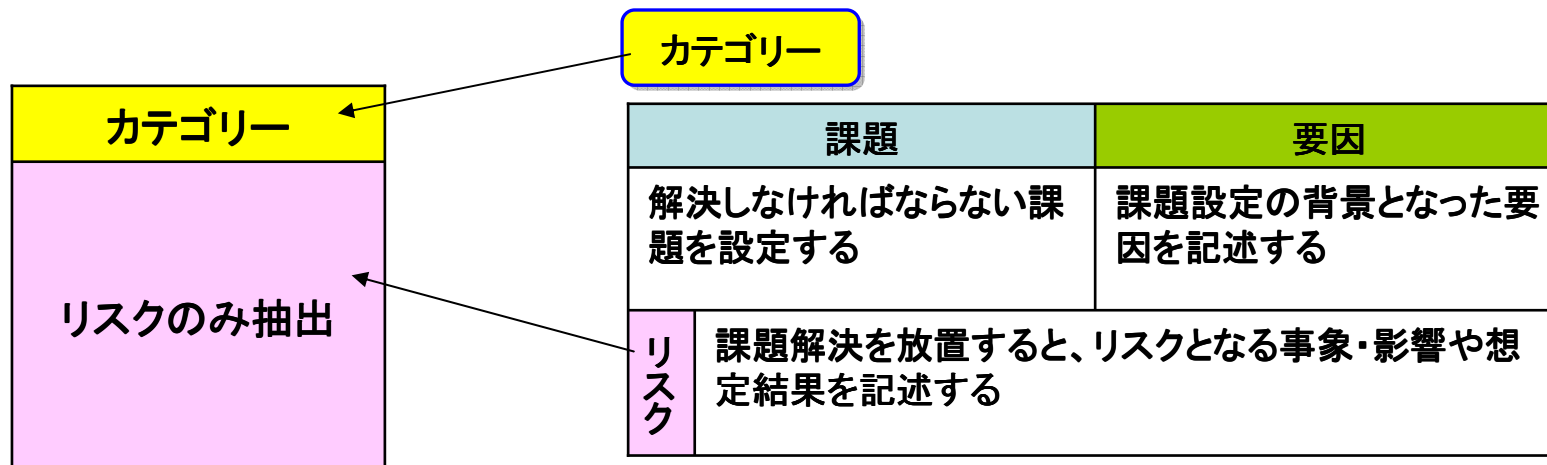 カテゴリー
カテゴリー
リスクのみ抽出
課題
要因
解決しなければならない課
題を設定する
課題設定の背景となった要
因を記述する
リスク
課題解決を放置すると、リスクとなる事象・影響や想
定結果を記述する